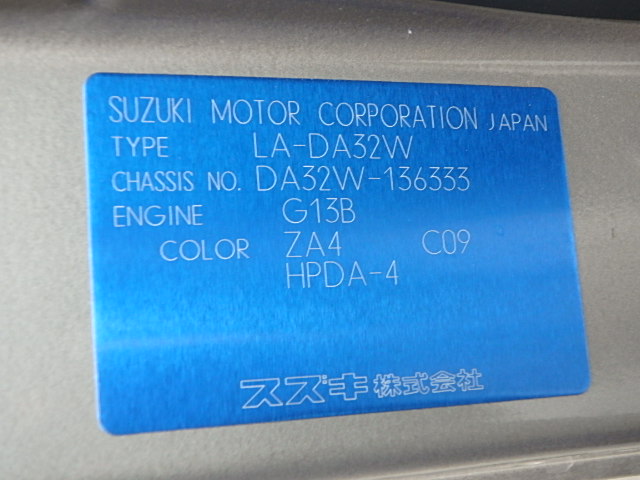 SUZUKI MOTOR CORPORATION JAPAN
TYPE LA-DA32W
CHASSIS NO. DA32W-136333
ENGINE G13B
COLOR ZA4 C09
HPDA-4
スズキ株式会社